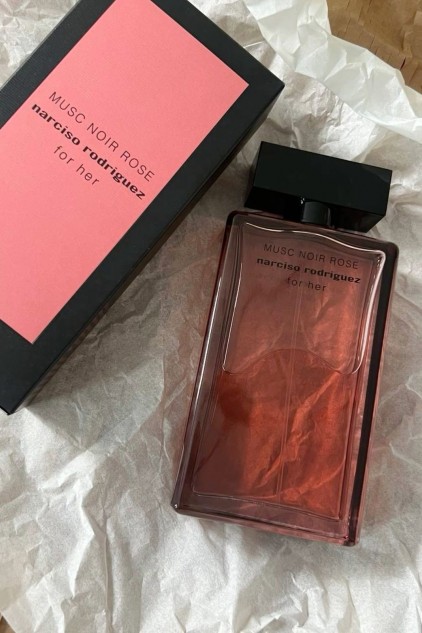 MUSC NOIR ROSE
narciso rodriguez
for her
MUSC NOIR ROSE
narciso rodriguez
for her